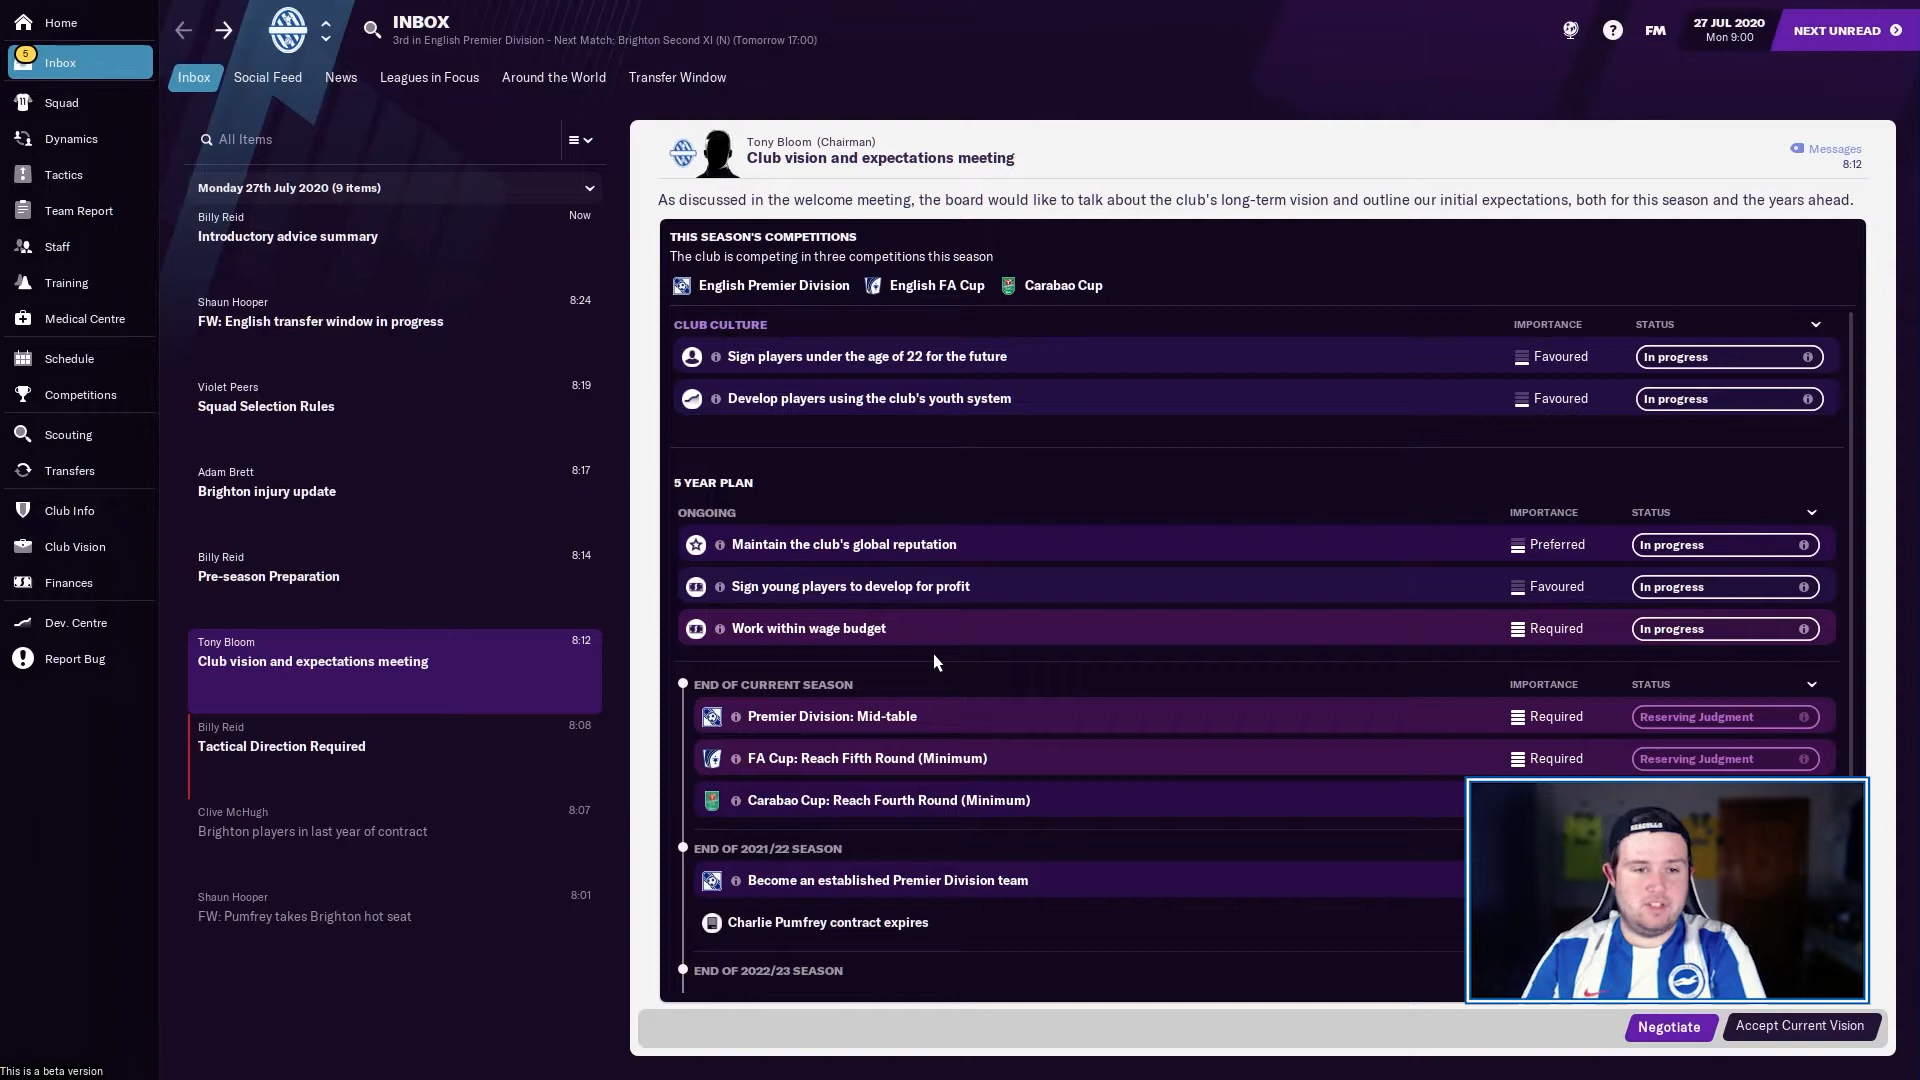 Home
INBOX
3rd in English Premier Division - Next Match: Brighton Second XI (N) (Tomorrow 17:00)
FM
27 JUL 2020
Mon 9:00
NEXT UNREAD
5
Inbox
Inbox Social Feed News Leagues in Focus Around the World Transfer Window
Squad
Dynamics
Tactics
Team Report
Staff
Training
Medical Centre
Schedule
Competitions
Scouting
Transfers
Club Info
Club Vision
Finances
Dev. Centre
Report Bug
This is a beta version
All Items
Monday 27th July 2020 (9 items)
Billy Reid Now
Introductory advice summary
Shaun Hooper 8:24
FW: English transfer window in progress
Violet Peers 8:19
Squad Selection Rules
Adam Brett 8:17
Brighton injury update
Billy Reid 8:14
Pre-season Preparation
Tony Bloom 8:12
Club vision and expectations meeting
Billy Reid 8:08
Tactical Direction Required
Clive McHugh 8:07
Brighton players in last year of contract
Shaun Hooper 8:01
FW: Pumfrey takes Brighton hot seat
Tony Bloom (Chairman)
Club vision and expectations meeting
Messages
8:12
As discussed in the welcome meeting, the board would like to talk about the club's long-term vision and outline our initial expectations, both for this season and the years ahead.
THIS SEASON'S COMPETITIONS
The club is competing in three competitions this season
English Premier Division English FA Cup Carabao Cup
CLUB CULTURE IMPORTANCE STATUS
Sign players under the age of 22 for the future Favoured In progress
Develop players using the club's youth system Favoured In progress
5 YEAR PLAN
ONGOING IMPORTANCE STATUS
Maintain the club's global reputation Preferred In progress
Sign young players to develop for profit Favoured In progress
Work within wage budget Required In progress
END OF CURRENT SEASON IMPORTANCE STATUS
Premier Division: Mid-table Required Reserving Judgment
FA Cup: Reach Fifth Round (Minimum) Required Reserving Judgment
Carabao Cup: Reach Fourth Round (Minimum)
END OF 2021/22 SEASON
Become an established Premier Division team
Charlie Pumfrey contract expires
END OF 2022/23 SEASON
SEAGULLS
Negotiate
Accept Current Vision